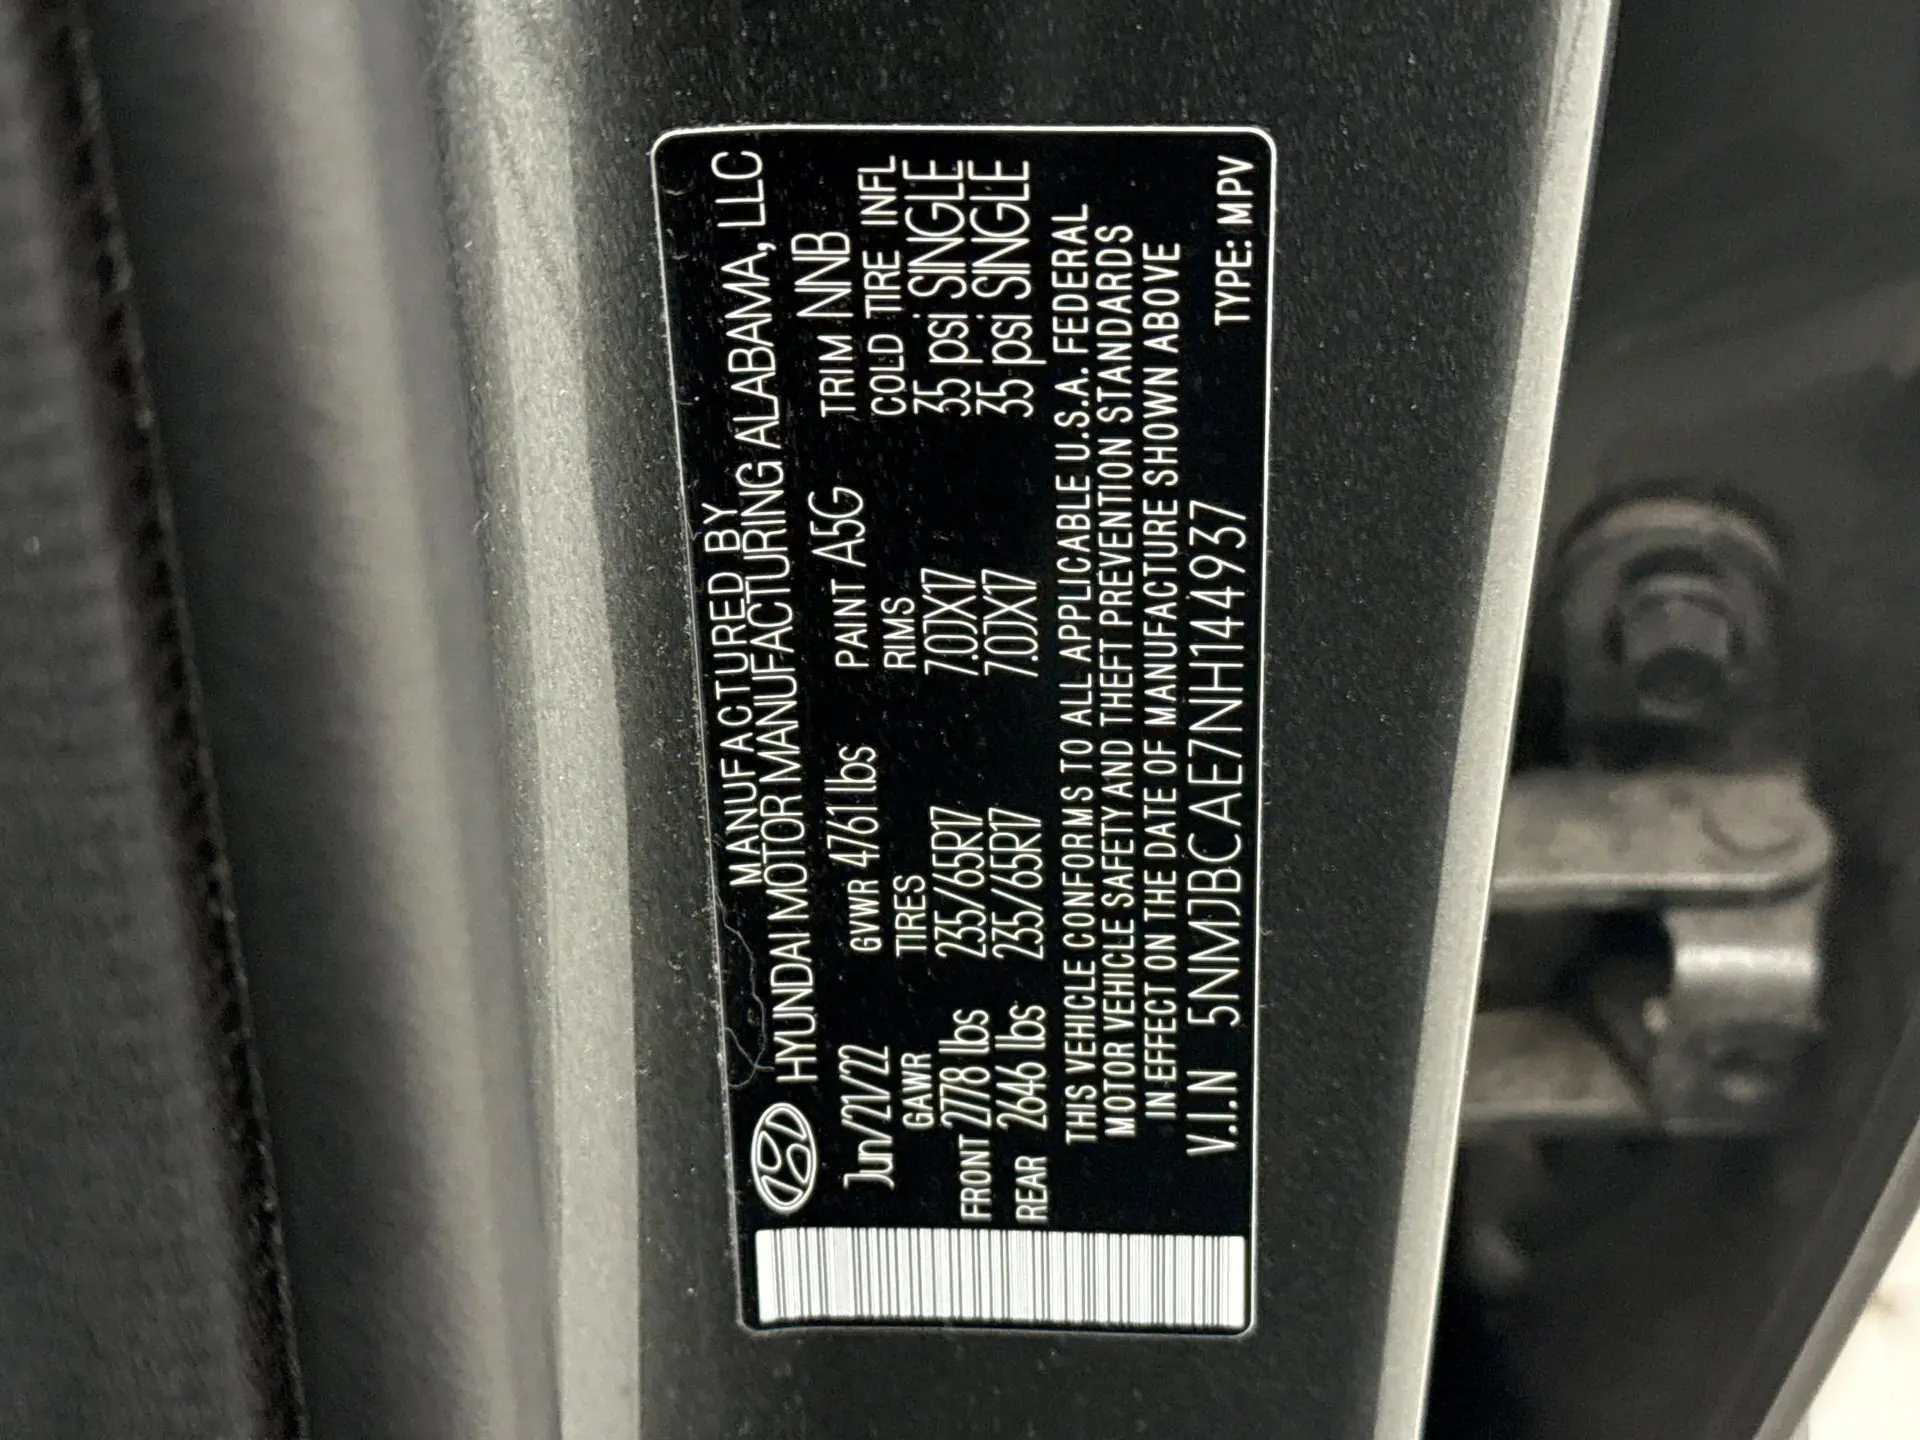 MANUFACTURED BY
HYUNDAI MOTOR MANUFACTURING ALABAMA, LLC
Jun/21/22 GVWR 4761 lbs PAINT A5G TRIM NNB
GAWR TIRES RIMS COLD TIRE INFL
FRONT 2778 lbs 235/65R17 7.0JX17 35 psi SINGLE
REAR 2646 lbs 235/65R17 7.0JX17 35 psi SINGLE
THIS VEHICLE CONFORMS TO ALL APPLICABLE U.S.A. FEDERAL
MOTOR VEHICLE SAFETY AND THEFT PREVENTION STANDARDS
IN EFFECT ON THE DATE OF MANUFACTURE SHOWN ABOVE
V.I.N 5NMJBCAE7NH144937 TYPE: MPV